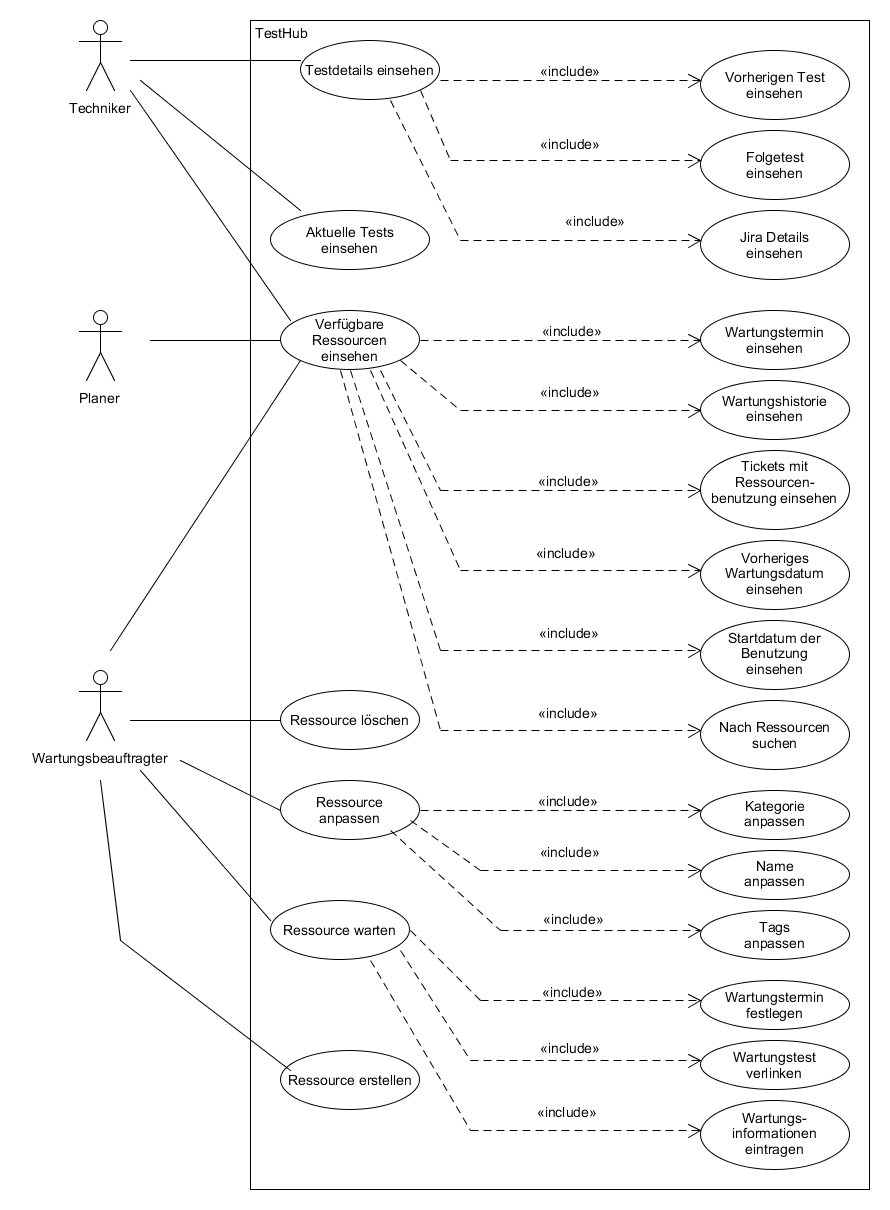 TestHub
Techniker
Testdetails einsehen
«include»
Vorherigen Test
einsehen
«include»
Folgetest
einsehen
«include»
Jira Details
einsehen
Aktuelle Tests
einsehen
Planer
Verfügbare
Ressourcen
einsehen
«include»
Wartungstermin
einsehen
«include»
Wartungshistorie
einsehen
«include»
Tickets mit
Ressourcen-
benutzung einsehen
«include»
Vorheriges
Wartungsdatum
einsehen
«include»
Startdatum der
Benutzung
einsehen
«include»
Nach Ressourcen
suchen
Wartungsbeauftragter
Ressource löschen
Ressource
anpassen
«include»
Kategorie
anpassen
«include»
Name
anpassen
«include»
Tags
anpassen
Ressource warten
«include»
Wartungstermin
festlegen
«include»
Wartungstest
verlinken
«include»
Wartungs-
informationen
eintragen
Ressource erstellen